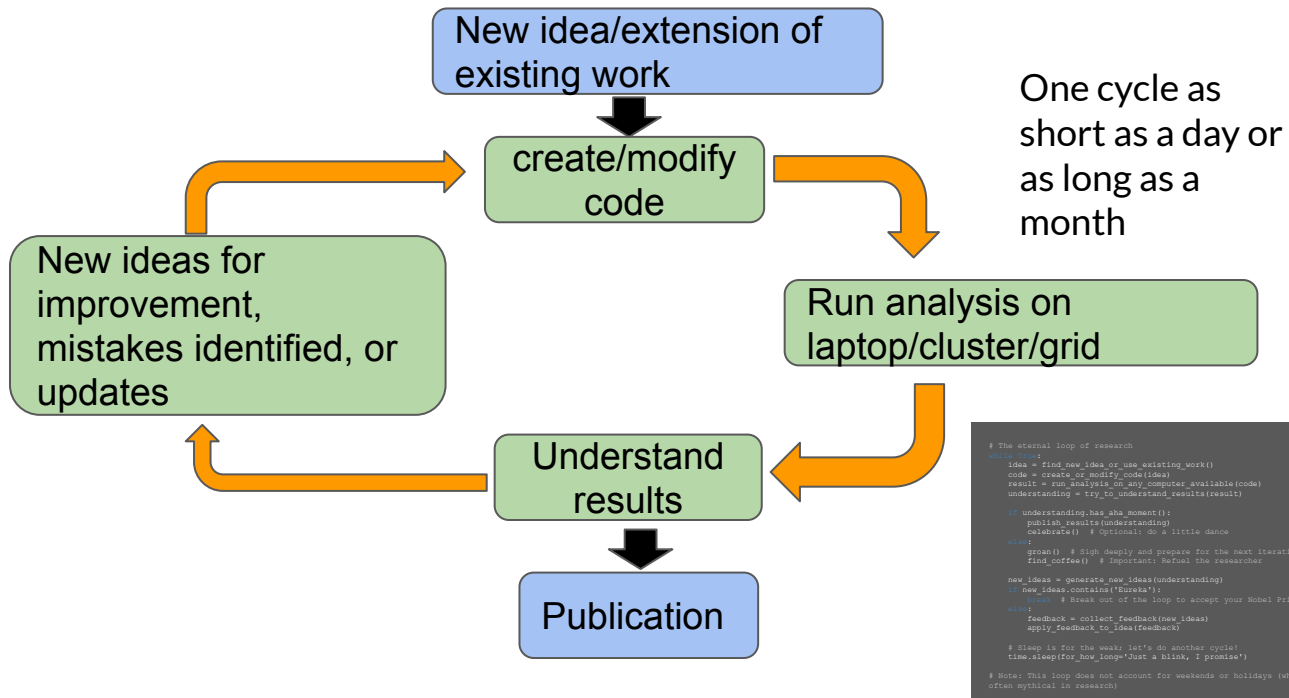 New idea/extension of
existing work
One cycle as
short as a day or
as long as a
month
create/modify
code
New ideas for
improvement,
mistakes identified, or
updates
Run analysis on
laptop/cluster/grid
Understand
results
Publication
# The eternal loop of research
while True:
    idea = find_new_idea_or_use_existing_work()
    code = create_or_modify_code(idea)
    result = run_analysis_on_any_computer_available(code)
    understanding = try_to_understand_results(result)
    if understanding.has_aha_moment():
        publish_results(understanding)
        celebrate()  # Optional: do a little dance
    else:
        groan()  # Sigh deeply and prepare for the next
        find_coffee()  # Important: Refuel the researcher
    new_ideas = generate_new_ideas(understanding)
    if new_ideas.contains('Eureka'):
        break  # Break out of the loop to accept your Nobel
    else:
        feedback = collect_feedback(new_ideas)
        apply_feedback_to_idea(feedback)
    # Sleep is for the weak; let's do another cycle!
    time.sleep(for_how_long='Just a blink, I promise')
# Note: This loop does not account for weekends or holidays
often mythical in research)